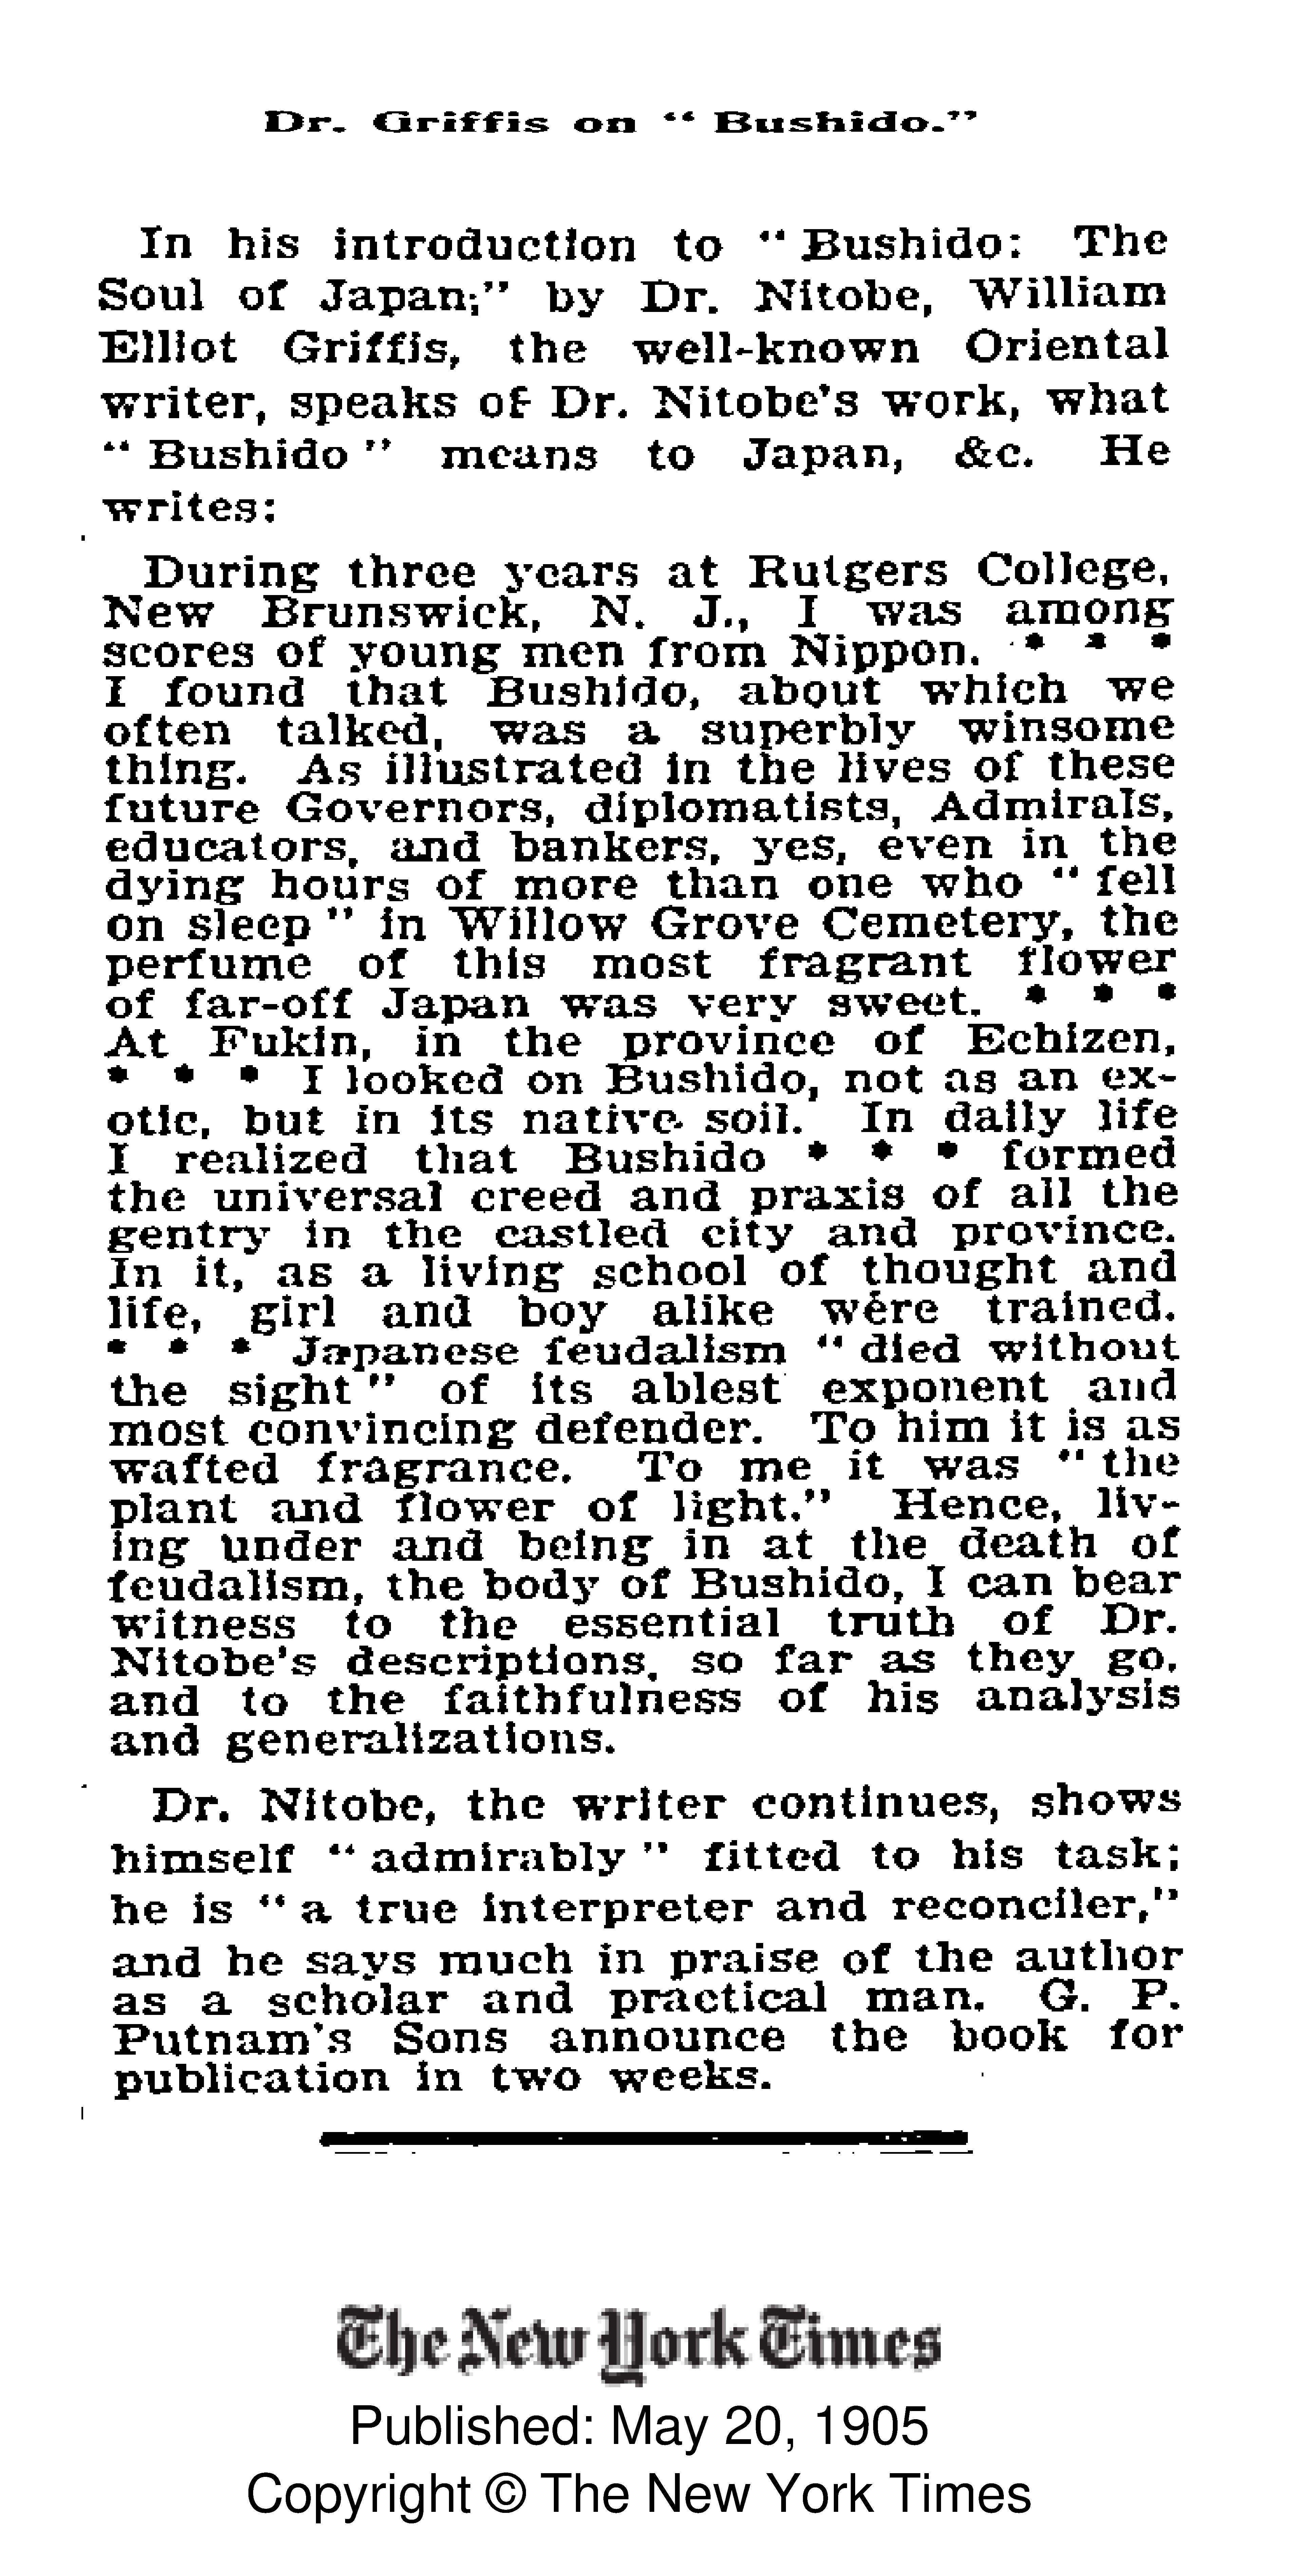 Dr. Griffis on " Bushido."
In his introduction to " Bushido: The
Soul of Japan;" by Dr. Nitobe, William
Elliot Griffis, the well-known Oriental
writer, speaks of Dr. Nitobe's work, what
" Bushido " means to Japan, &c. He
writes:
During three years at Rutgers College,
New Brunswick, N. J., I was among
scores of young men from Nippon. * * *
I found that Bushido, about which we
often talked, was a superbly winsome
thing. As illustrated in the lives of these
future Governors, diplomatists, Admirals,
educators, and bankers, yes, even in the
dying hours of more than one who " fell
on sleep " in Willow Grove Cemetery, the
perfume of this most fragrant flower
of far-off Japan was very sweet. * * *
At Fukin, in the province of Echizen,
* * * I looked on Bushido, not as an ex-
otic, but in its native soil. In daily life
I realized that Bushido * * * formed
the universal creed and praxis of all the
gentry in the castled city and province.
In it, as a living school of thought and
life, girl and boy alike were trained.
* * * Japanese feudalism " died without
the sight " of its ablest exponent and
most convincing defender. To him it is as
wafted fragrance. To me it was " the
plant and flower of light." Hence, liv-
ing under and being in at the death of
feudalism, the body of Bushido, I can bear
witness to the essential truth of Dr.
Nitobe's descriptions, so far as they go,
and to the faithfulness of his analysis
and generalizations.
Dr. Nitobe, the writer continues, shows
himself " admirably " fitted to his task;
he is " a true interpreter and reconciler,"
and he says much in praise of the author
as a scholar and practical man. G. P.
Putnam's Sons announce the book for
publication in two weeks.
The New York Times
Published: May 20, 1905
Copyright © The New York Times